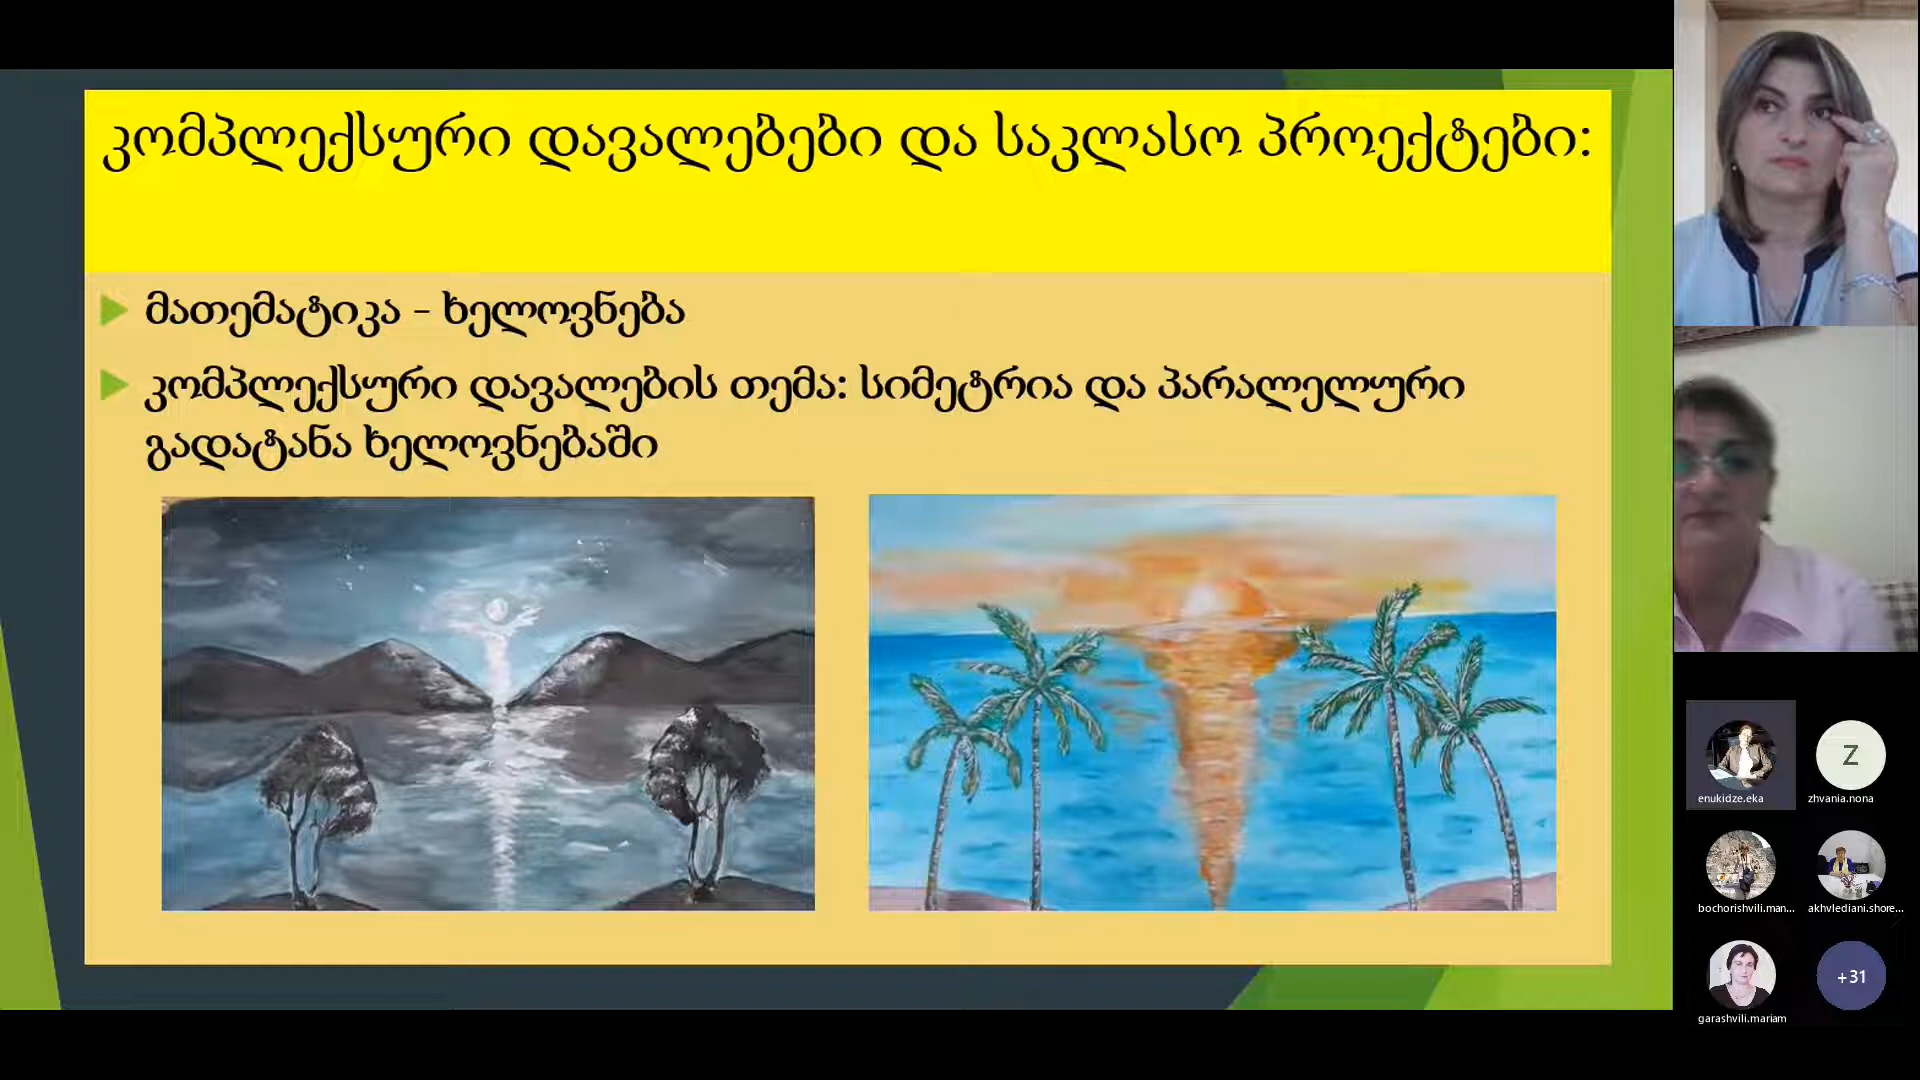 კომპლექსური დავალებები და საკლასო პროექტები:
მათემატიკა - ხელოვნება
კომპლექსური დავალების თემა: სიმეტრია და პარალელური
გადატანა ხელოვნებაში
enukidze.eka
Z
zhvania.nona
bochorishvili.man...
akhvlediani.shore...
garashvili.mariam
+31